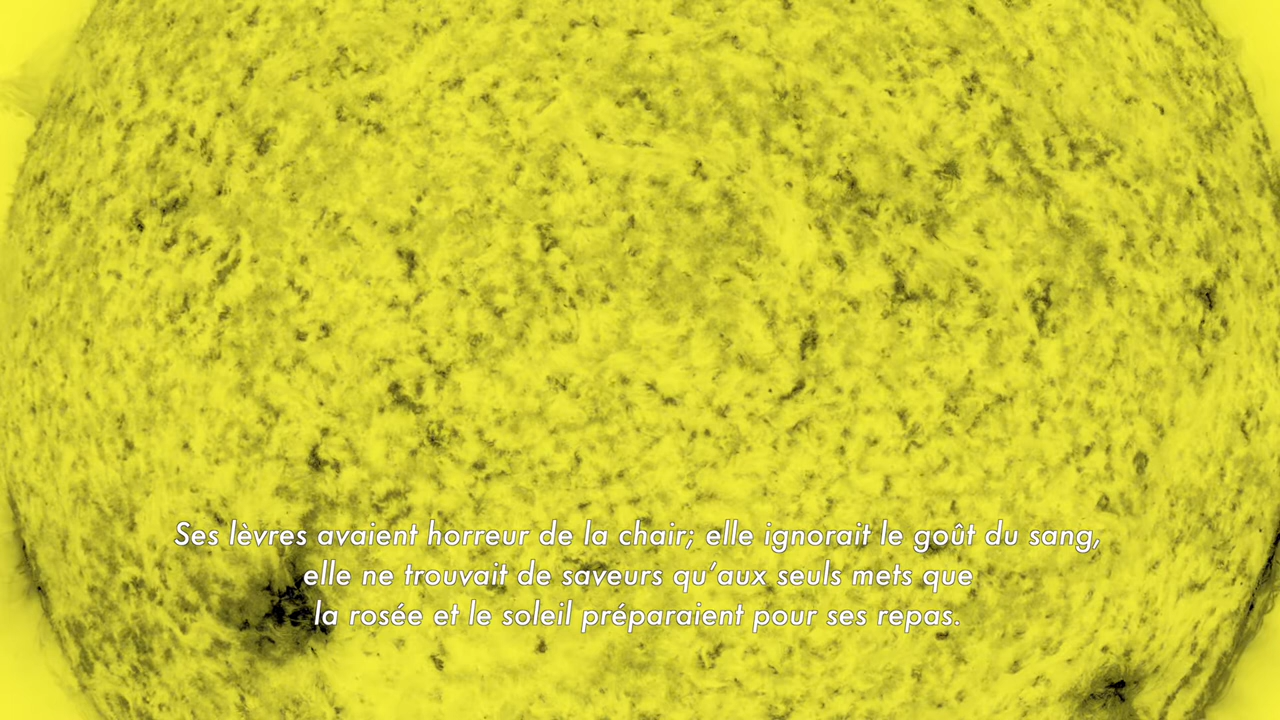 Ses lèvres avaient horreur de la chair; elle ignorait le goût du sang,
elle ne trouvait de saveurs qu’aux seuls mets que
la rosée et le soleil préparaient pour ses repas.